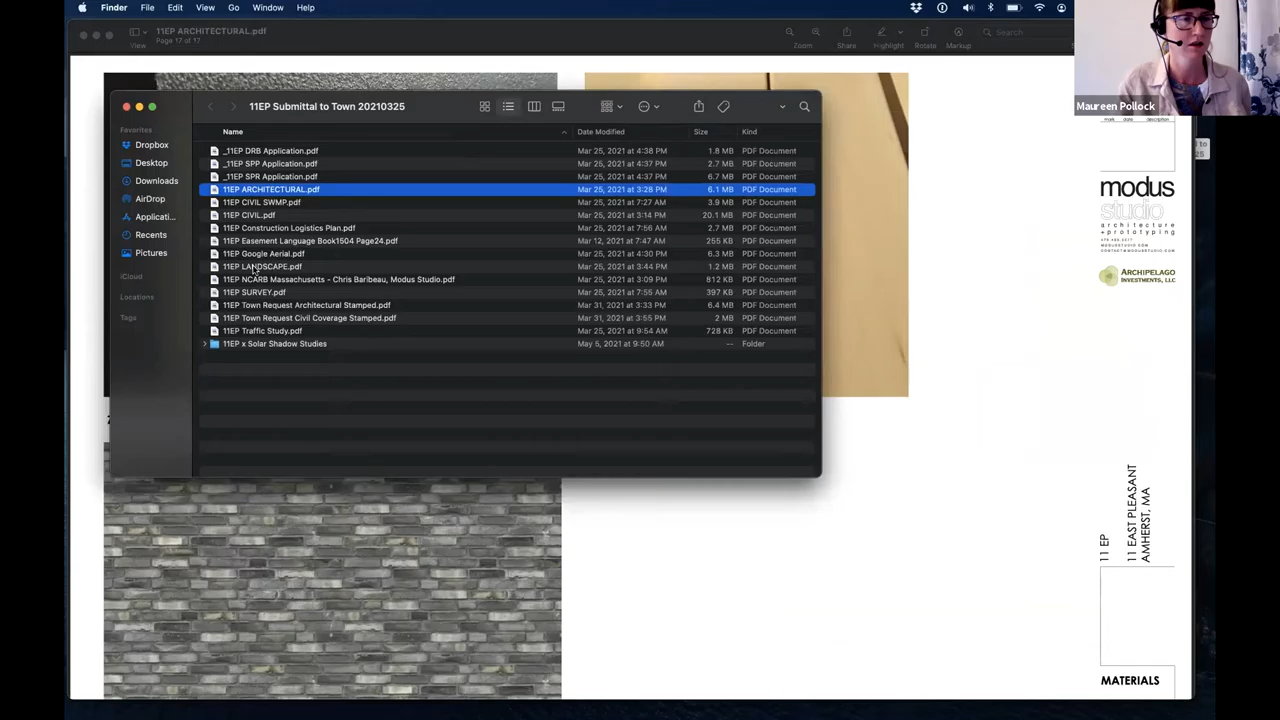 Finder File Edit View Go Window Help
11EP ARCHITECTURAL.pdf
Page 17 of 17
View
Zoom Share Highlight Rotate Markup Search
Maureen Pollock
11EP Submittal to Town 20210325
Favorites
Dropbox
Desktop
Downloads
AirDrop
Applicati...
Recents
Pictures
iCloud
Locations
Tags
Name Date Modified Size Kind
_11EP DRB Application.pdf Mar 25, 2021 at 4:38 PM 1.8 MB PDF Document
_11EP SPP Application.pdf Mar 25, 2021 at 4:37 PM 2.7 MB PDF Document
_11EP SPR Application.pdf Mar 25, 2021 at 4:37 PM 6.7 MB PDF Document
11EP ARCHITECTURAL.pdf Mar 25, 2021 at 3:28 PM 6.1 MB PDF Document
11EP CIVIL SWMP.pdf Mar 25, 2021 at 7:27 AM 3.9 MB PDF Document
11EP CIVIL.pdf Mar 25, 2021 at 3:14 PM 20.1 MB PDF Document
11EP Construction Logistics Plan.pdf Mar 25, 2021 at 7:56 AM 2.7 MB PDF Document
11EP Easement Language Book1504 Page24.pdf Mar 12, 2021 at 7:47 AM 255 KB PDF Document
11EP Google Aerial.pdf Mar 25, 2021 at 4:30 PM 6.3 MB PDF Document
11EP LANDSCAPE.pdf Mar 25, 2021 at 3:44 PM 1.2 MB PDF Document
11EP NCARB Massachusetts - Chris Baribeau, Modus Studio.pdf Mar 25, 2021 at 3:09 PM 812 KB PDF Document
11EP SURVEY.pdf Mar 25, 2021 at 7:55 AM 397 KB PDF Document
11EP Town Request Architectural Stamped.pdf Mar 31, 2021 at 3:33 PM 6.4 MB PDF Document
11EP Town Request Civil Coverage Stamped.pdf Mar 31, 2021 at 3:55 PM 2 MB PDF Document
11EP Traffic Study.pdf Mar 25, 2021 at 9:54 AM 728 KB PDF Document
11EP x Solar Shadow Studies May 5, 2021 at 9:50 AM -- Folder
mark date description
modus
studio
architecture
+ prototyping
ARCHIPELAGO
INVESTMENTS, LLC
11 EP
11 EAST PLEASANT
AMHERST, MA
MATERIALS